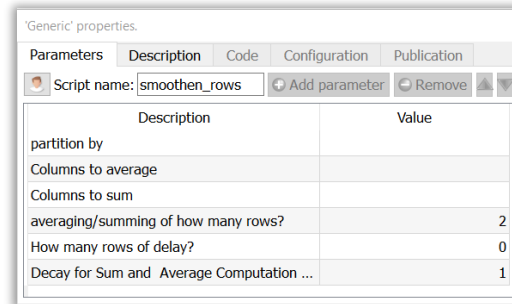 'Generic' properties.
Parameters Description Code Configuration Publication
Script name: smoothen_rows Add parameter Remove
Description Value
partition by
Columns to average
Columns to sum
averaging/summing of how many rows? 2
How many rows of delay? 0
Decay for Sum and Average Computation ... 1